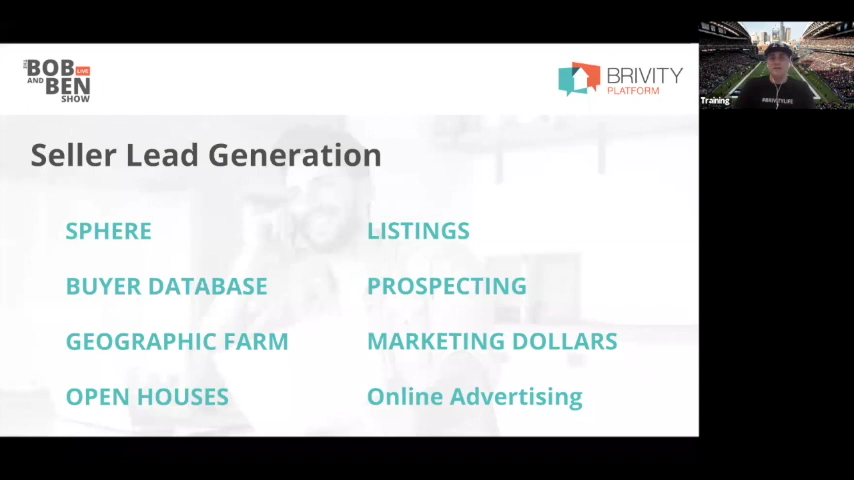 THE
BOB LIVE
AND BEN
SHOW
BRIVITY
PLATFORM
Training
#BRIVITYLIFE
Seller Lead Generation
SPHERE
LISTINGS
BUYER DATABASE
PROSPECTING
GEOGRAPHIC FARM
MARKETING DOLLARS
OPEN HOUSES
Online Advertising